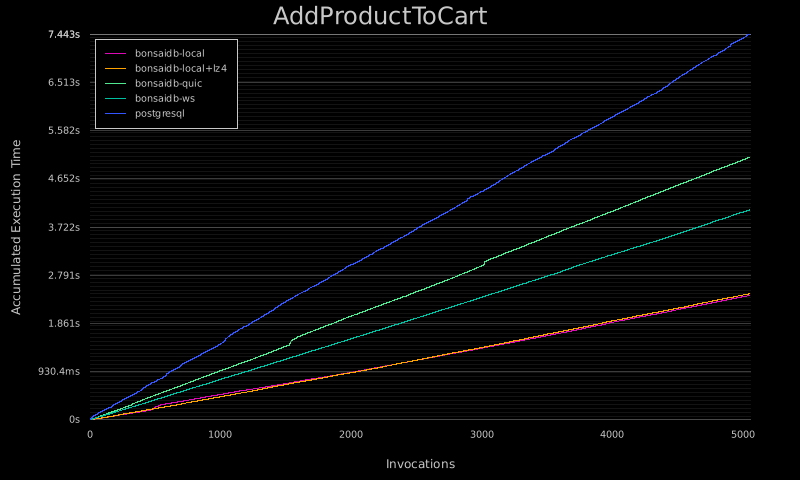 AddProductToCart
7.443s
bonsaidb-local
bonsaidb-local+lz4
bonsaidb-quic
bonsaidb-ws
postgresql
6.513s
5.582s
4.652s
3.722s
2.791s
1.861s
930.4ms
0s
Accumulated Execution Time
0 1000 2000 3000 4000 5000
Invocations